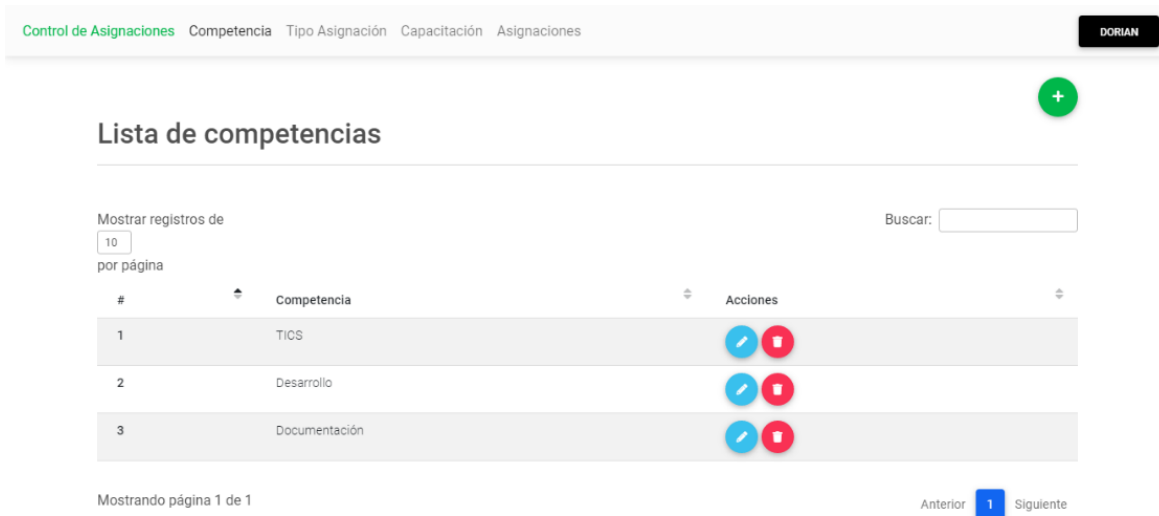 Control de Asignaciones Competencia Tipo Asignación Capacitación Asignaciones DORIAN
+
Lista de competencias
Mostrar registros de
10
por página
Buscar:
# Competencia Acciones
1 TICS
2 Desarrollo
3 Documentación
Mostrando página 1 de 1
Anterior 1 Siguiente